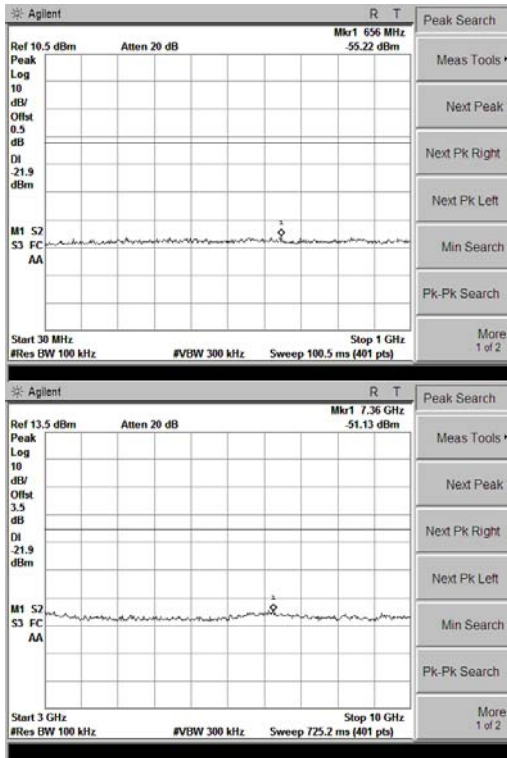 Agilent R T
Peak Search
Mkr1 656 MHz
Ref 10.5 dBm Atten 20 dB -55.22 dBm
Peak
Log
10
dB/
Offst
0.5
dB
DI
-21.9
dBm
M1 S2
S3 FC
AA
1
Start 30 MHz Stop 1 GHz
#Res BW 100 kHz #VBW 300 kHz Sweep 100.5 ms (401 pts)
Meas Tools
Next Peak
Next Pk Right
Next Pk Left
Min Search
Pk-Pk Search
More
1 of 2
Agilent R T
Peak Search
Mkr1 7.36 GHz
Ref 13.5 dBm Atten 20 dB -51.13 dBm
Peak
Log
10
dB/
Offst
3.5
dB
DI
-21.9
dBm
M1 S2
S3 FC
AA
1
Start 3 GHz Stop 10 GHz
#Res BW 100 kHz #VBW 300 kHz Sweep 725.2 ms (401 pts)
Meas Tools
Next Peak
Next Pk Right
Next Pk Left
Min Search
Pk-Pk Search
More
1 of 2